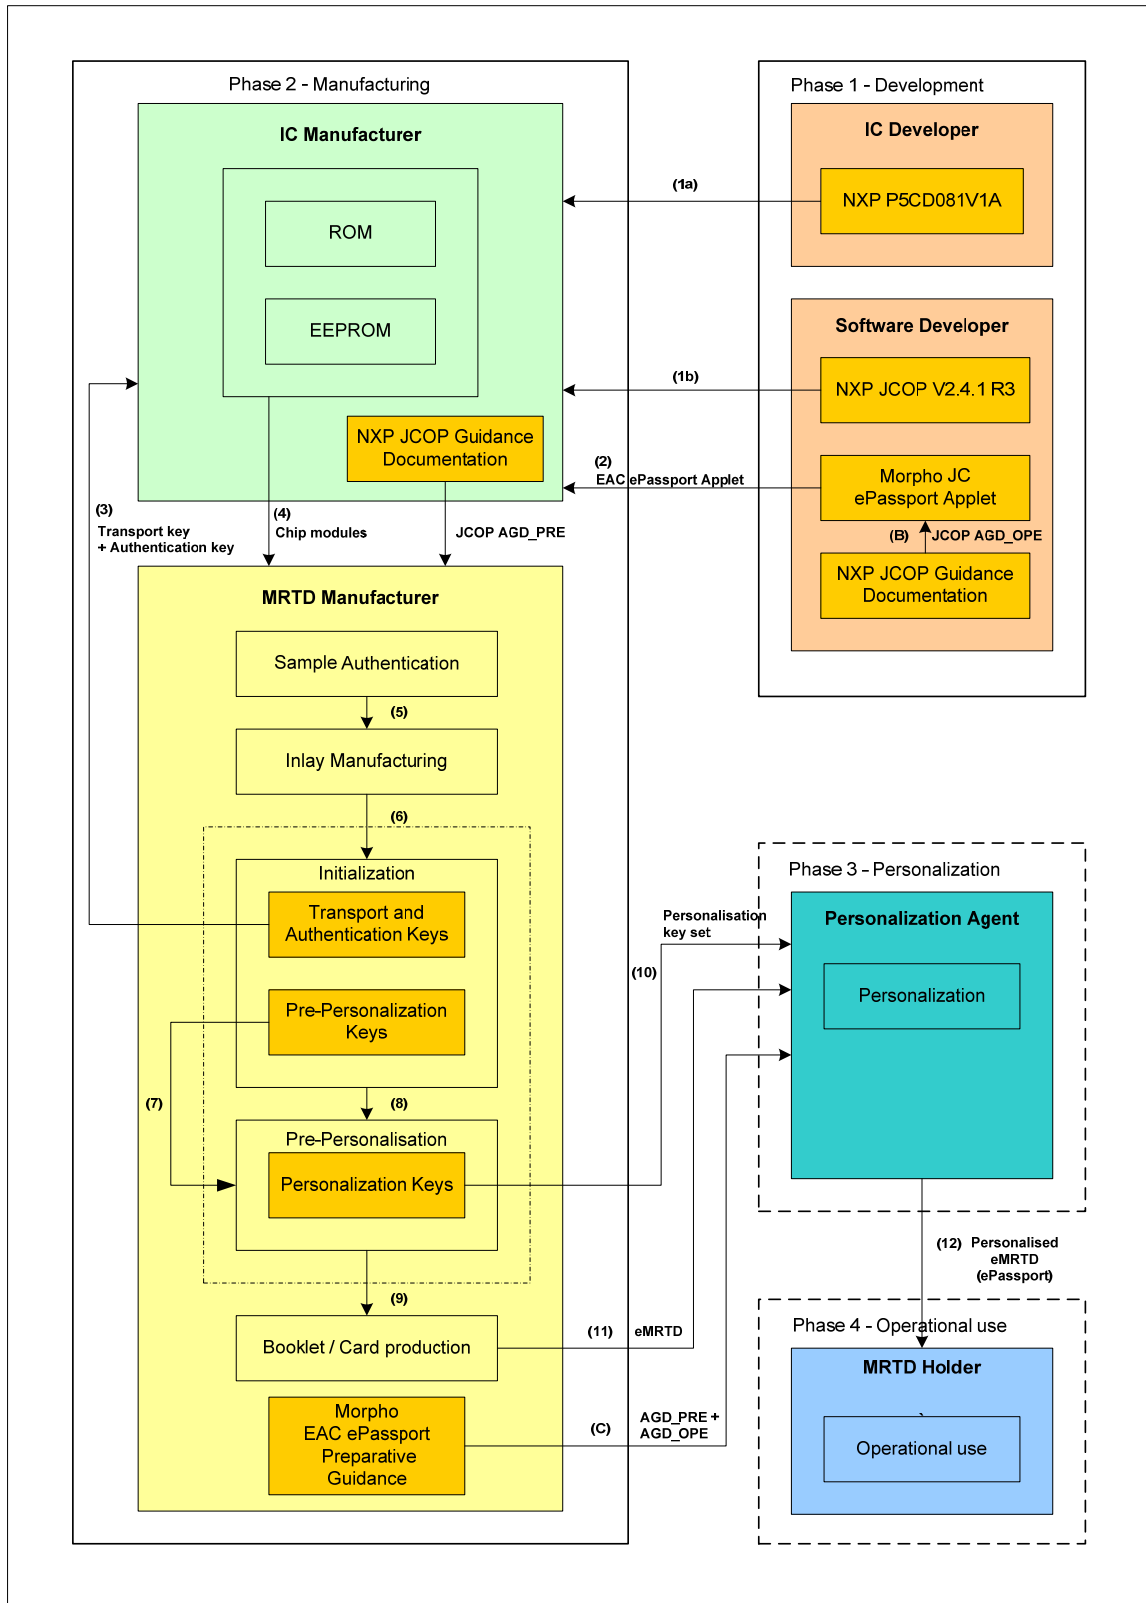 Phase 2 - Manufacturing
IC Manufacturer
ROM
EEPROM
NXP JCOP Guidance
Documentation
Phase 1 - Development
IC Developer
NXP P5CD081V1A
(1a)
Software Developer
NXP JCOP V2.4.1 R3
(1b)
Morpho JC
ePassport Applet
(2)
EAC ePassport Applet
(B)
JCOP AGD_OPE
NXP JCOP Guidance
Documentation
(3)
Transport key
+ Authentication key
(4)
Chip modules
JCOP AGD_PRE
MRTD Manufacturer
Sample Authentication
(5)
Inlay Manufacturing
(6)
Initialization
Transport and
Authentication Keys
Pre-Personalization
Keys
(7)
(8)
Pre-Personalisation
Personalization Keys
(9)
Booklet / Card production
Morpho
EAC ePassport
Preparative
Guidance
Personalisation
key set
(10)
(11)
eMRTD
(C)
AGD_PRE +
AGD_OPE
Phase 3 - Personalization
Personalization Agent
Personalization
(12) Personalised
eMRTD
(ePassport)
Phase 4 - Operational use
MRTD Holder
Operational use